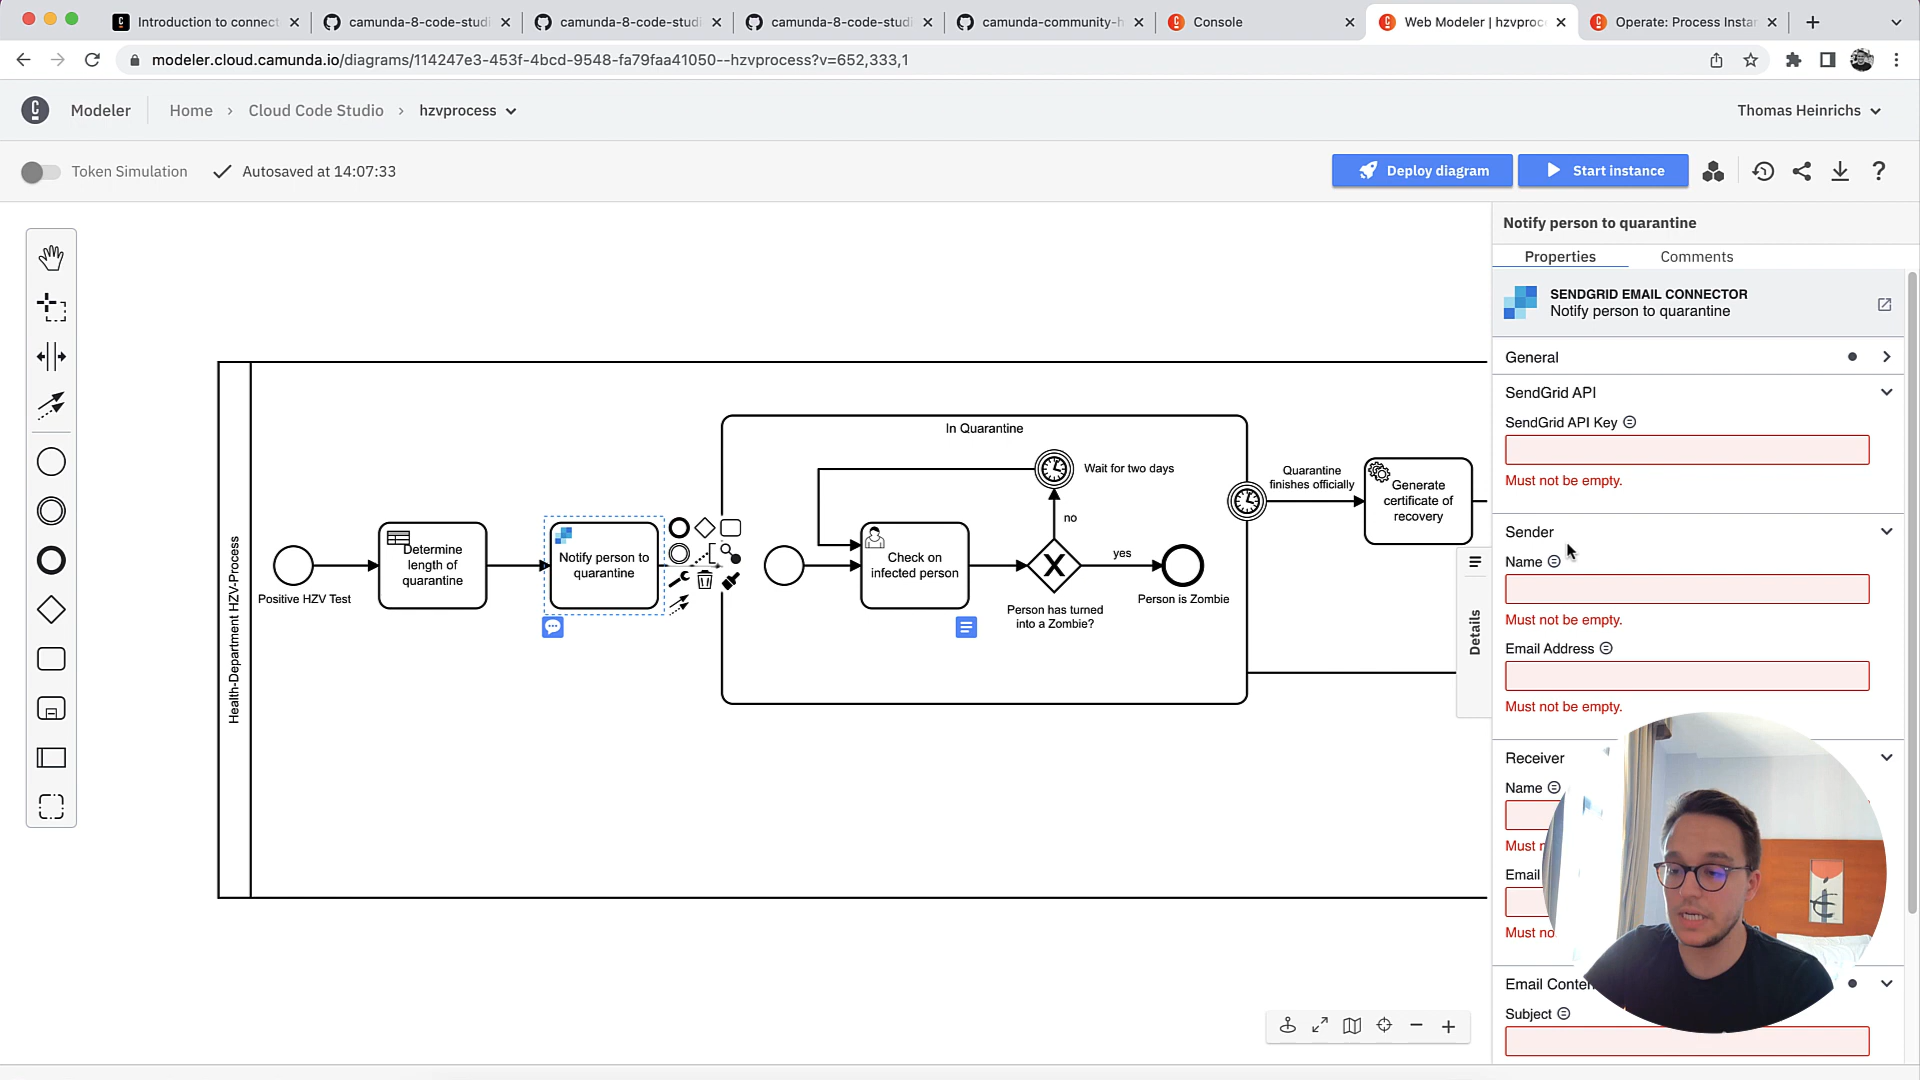 Introduction to connect
camunda-8-code-studi
camunda-8-code-studi
camunda-8-code-studi
camunda-community-h
Console
Web Modeler | hzvproc
Operate: Process Instan
modeler.cloud.camunda.io/diagrams/114247e3-453f-4bcd-9548-fa79faa41050--hzvprocess?v=652,333,1
Modeler
Home
Cloud Code Studio
hzvprocess
Thomas Heinrichs
Token Simulation
Autosaved at 14:07:33
Deploy diagram
Start instance
Notify person to quarantine
Properties
Comments
SENDGRID EMAIL CONNECTOR
Notify person to quarantine
General
SendGrid API
SendGrid API Key
Must not be empty.
Sender
Name
Must not be empty.
Email Address
Must not be empty.
Receiver
Name
Email
Subject
Details
Health-Department HZV-Process
Positive HZV Test
Determine
length of
quarantine
Notify person to
quarantine
In Quarantine
Wait for two days
no
Check on
infected person
yes
Person has turned
into a Zombie?
Person is Zombie
Quarantine
finishes officially
Generate
certificate of
recovery